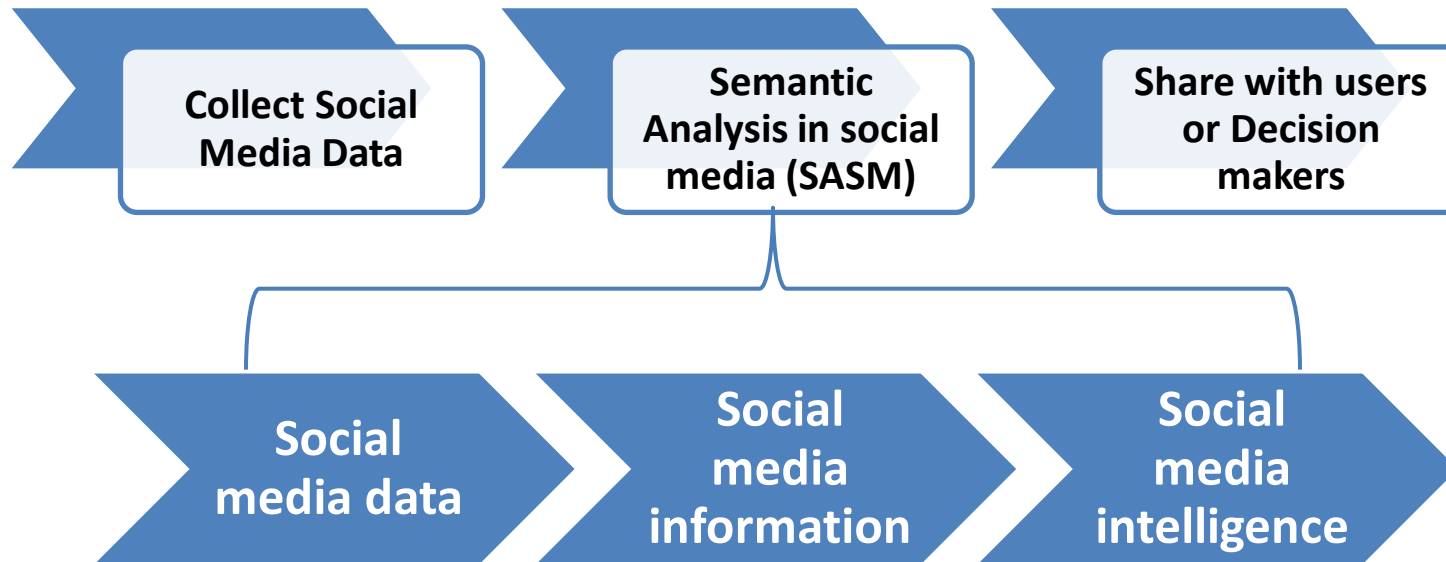 Collect Social
Media Data
Semantic
Analysis in social
media (SASM)
Share with users
or Decision
makers
Social
media data
Social
media
information
Social
media
intelligence